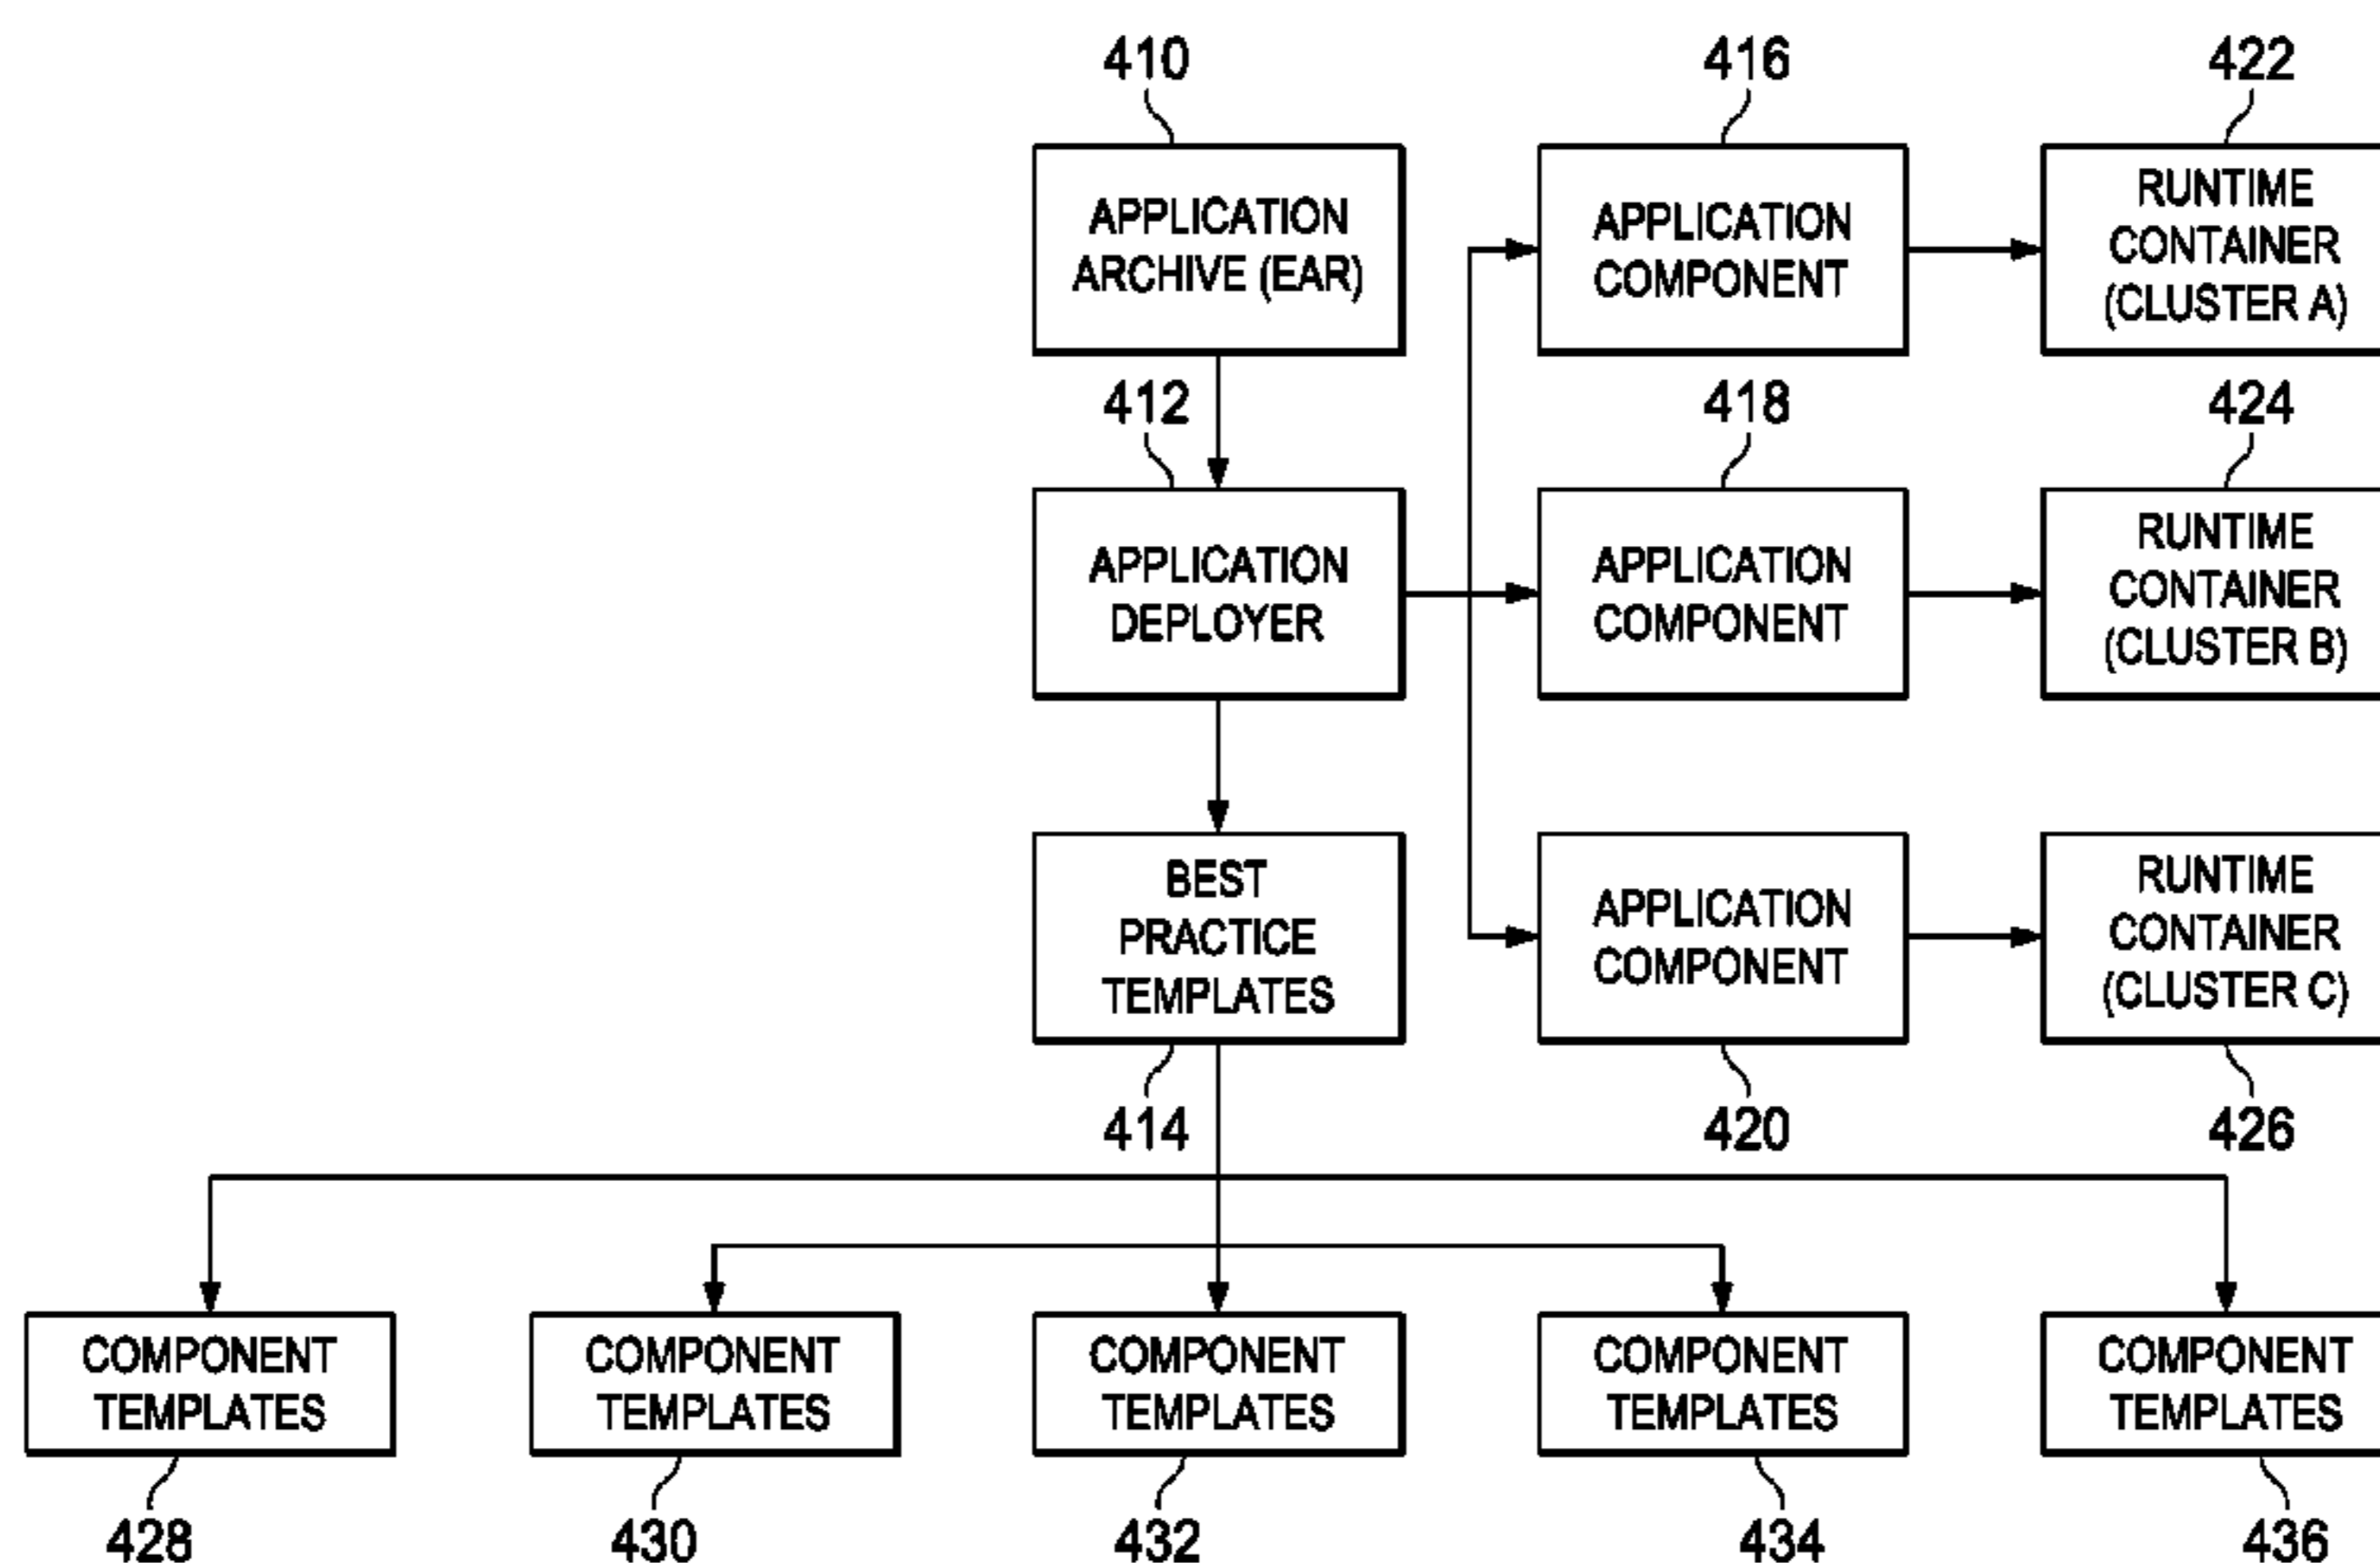 410
416
422
APPLICATION
ARCHIVE (EAR)
APPLICATION
COMPONENT
RUNTIME
CONTAINER
(CLUSTER A)
412
418
424
APPLICATION
DEPLOYER
APPLICATION
COMPONENT
RUNTIME
CONTAINER
(CLUSTER B)
BEST
PRACTICE
TEMPLATES
APPLICATION
COMPONENT
RUNTIME
CONTAINER
(CLUSTER C)
414
420
426
COMPONENT
TEMPLATES
COMPONENT
TEMPLATES
COMPONENT
TEMPLATES
COMPONENT
TEMPLATES
COMPONENT
TEMPLATES
428
430
432
434
436